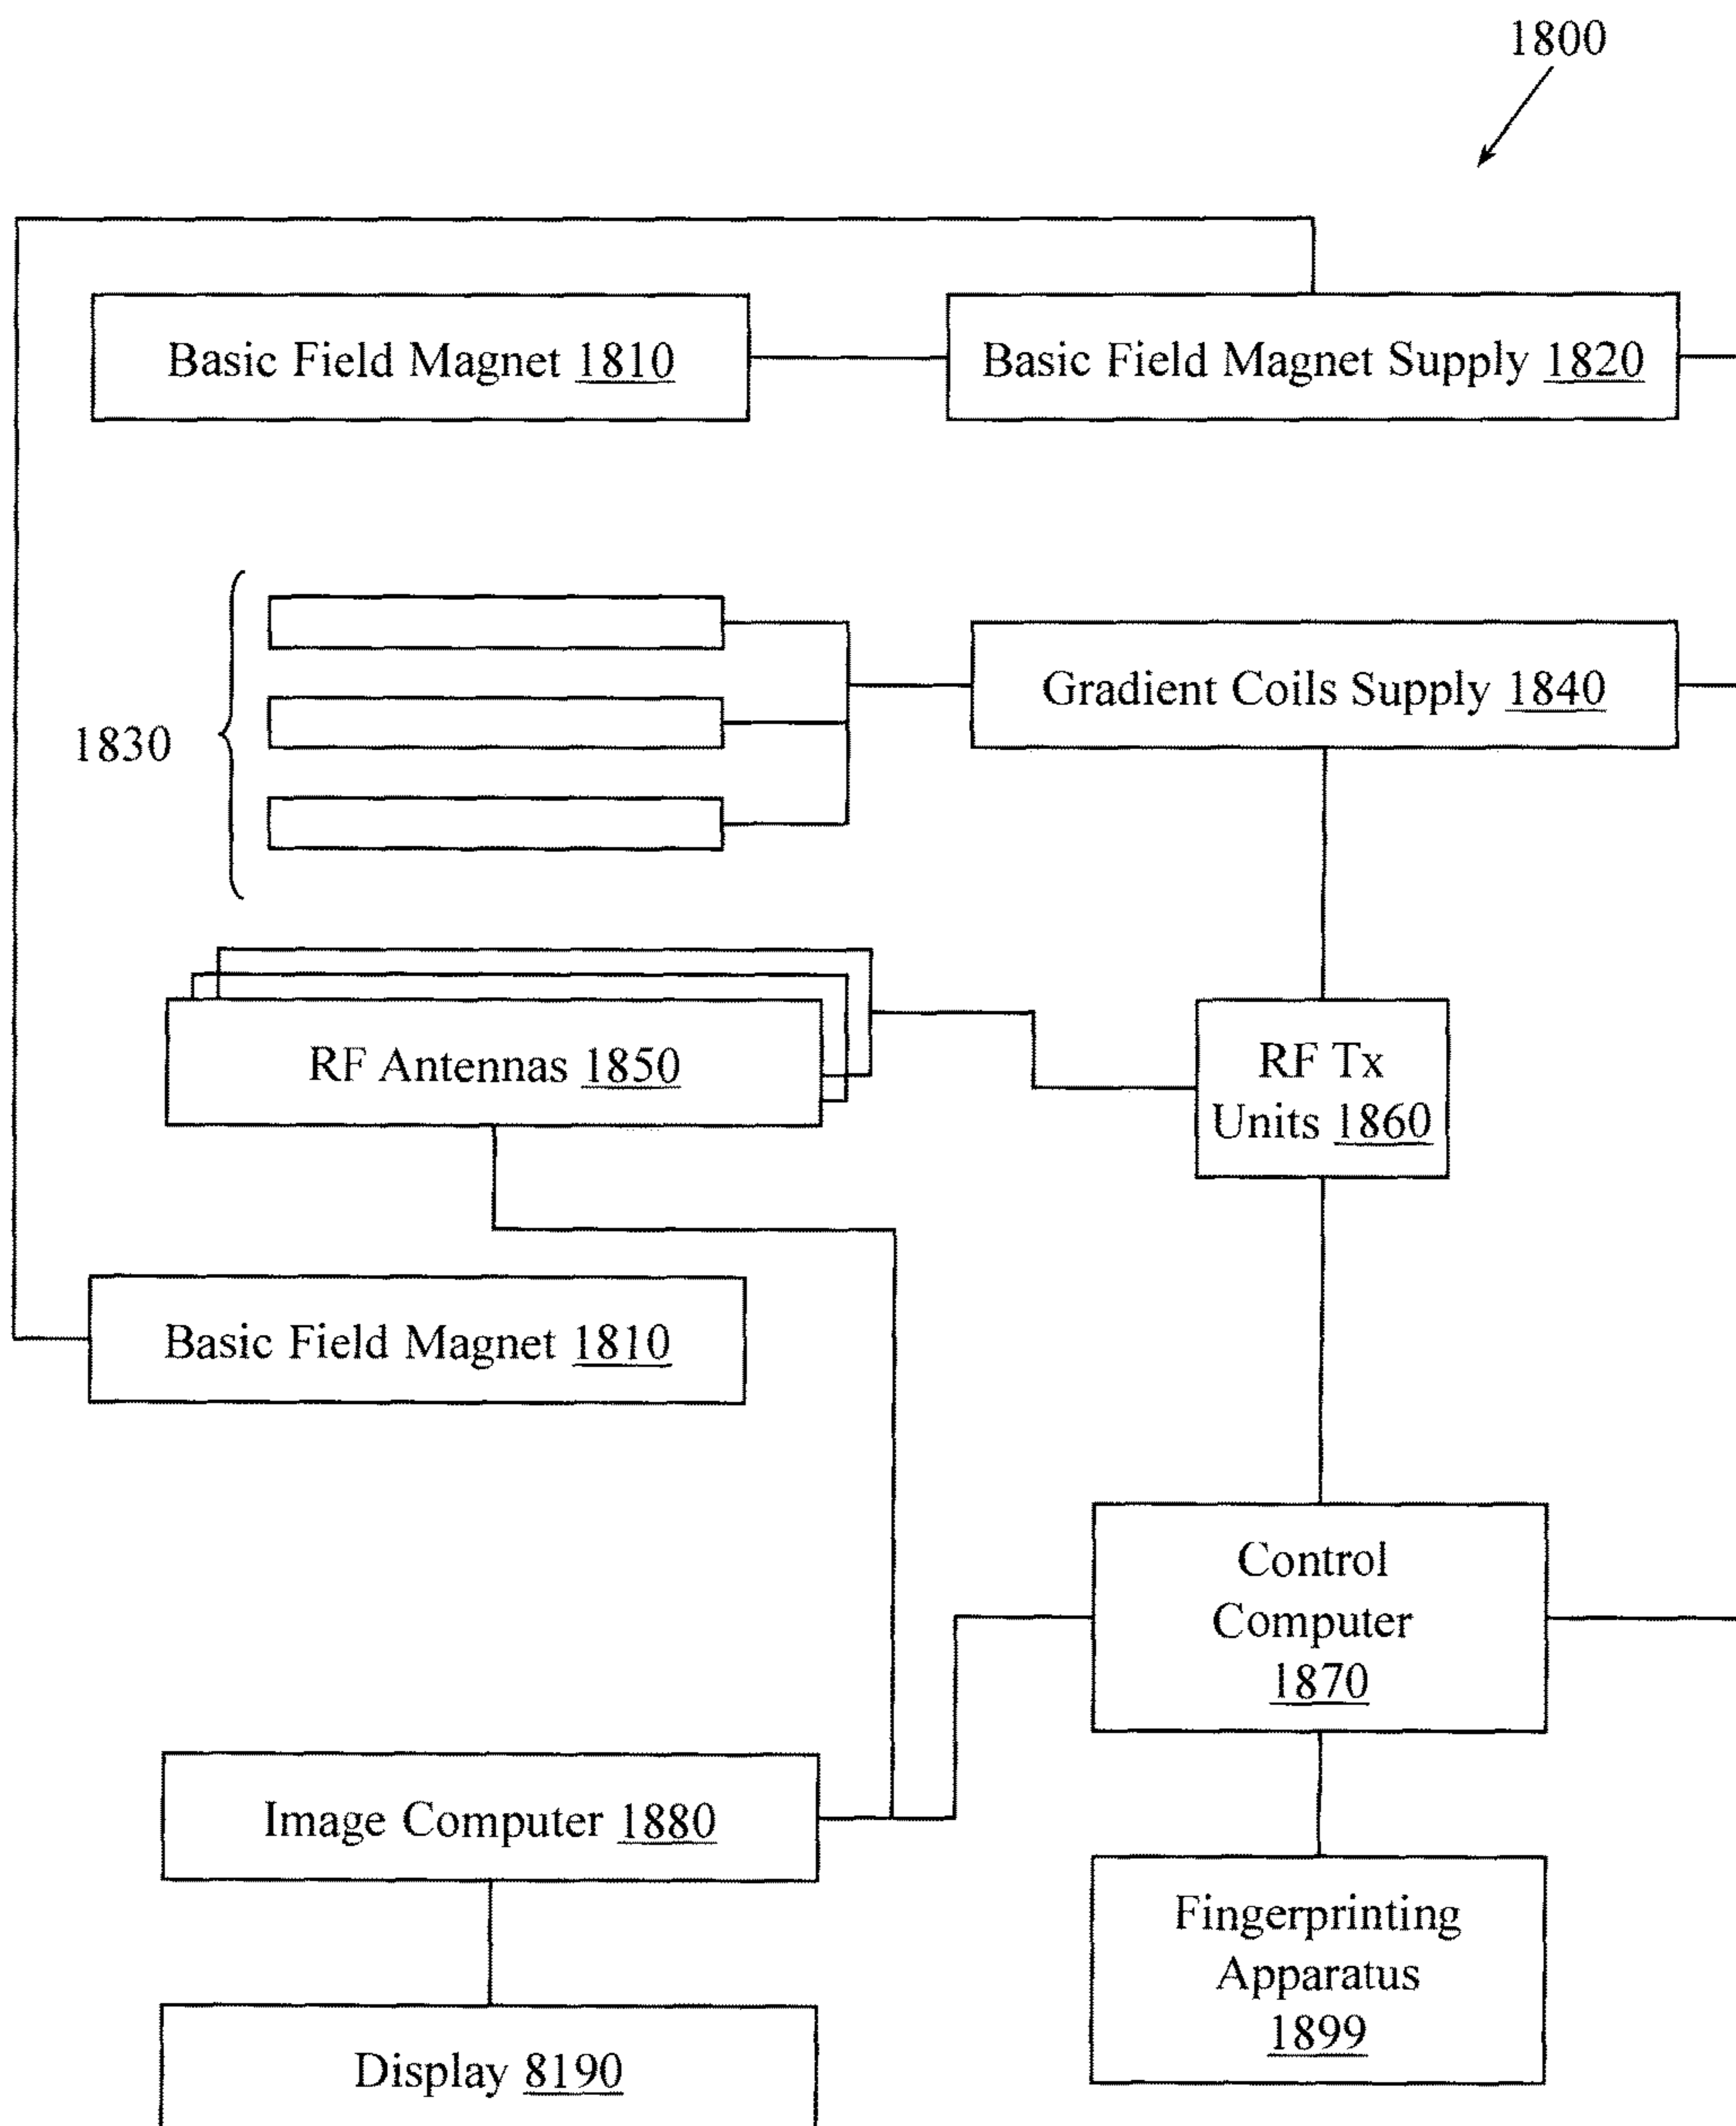 1800
Basic Field Magnet 1810
Basic Field Magnet Supply 1820
1830
Gradient Coils Supply 1840
RF Antennas 1850
RF Tx
Units 1860
Basic Field Magnet 1810
Control
Computer
1870
Image Computer 1880
Fingerprinting
Apparatus
1899
Display 8190